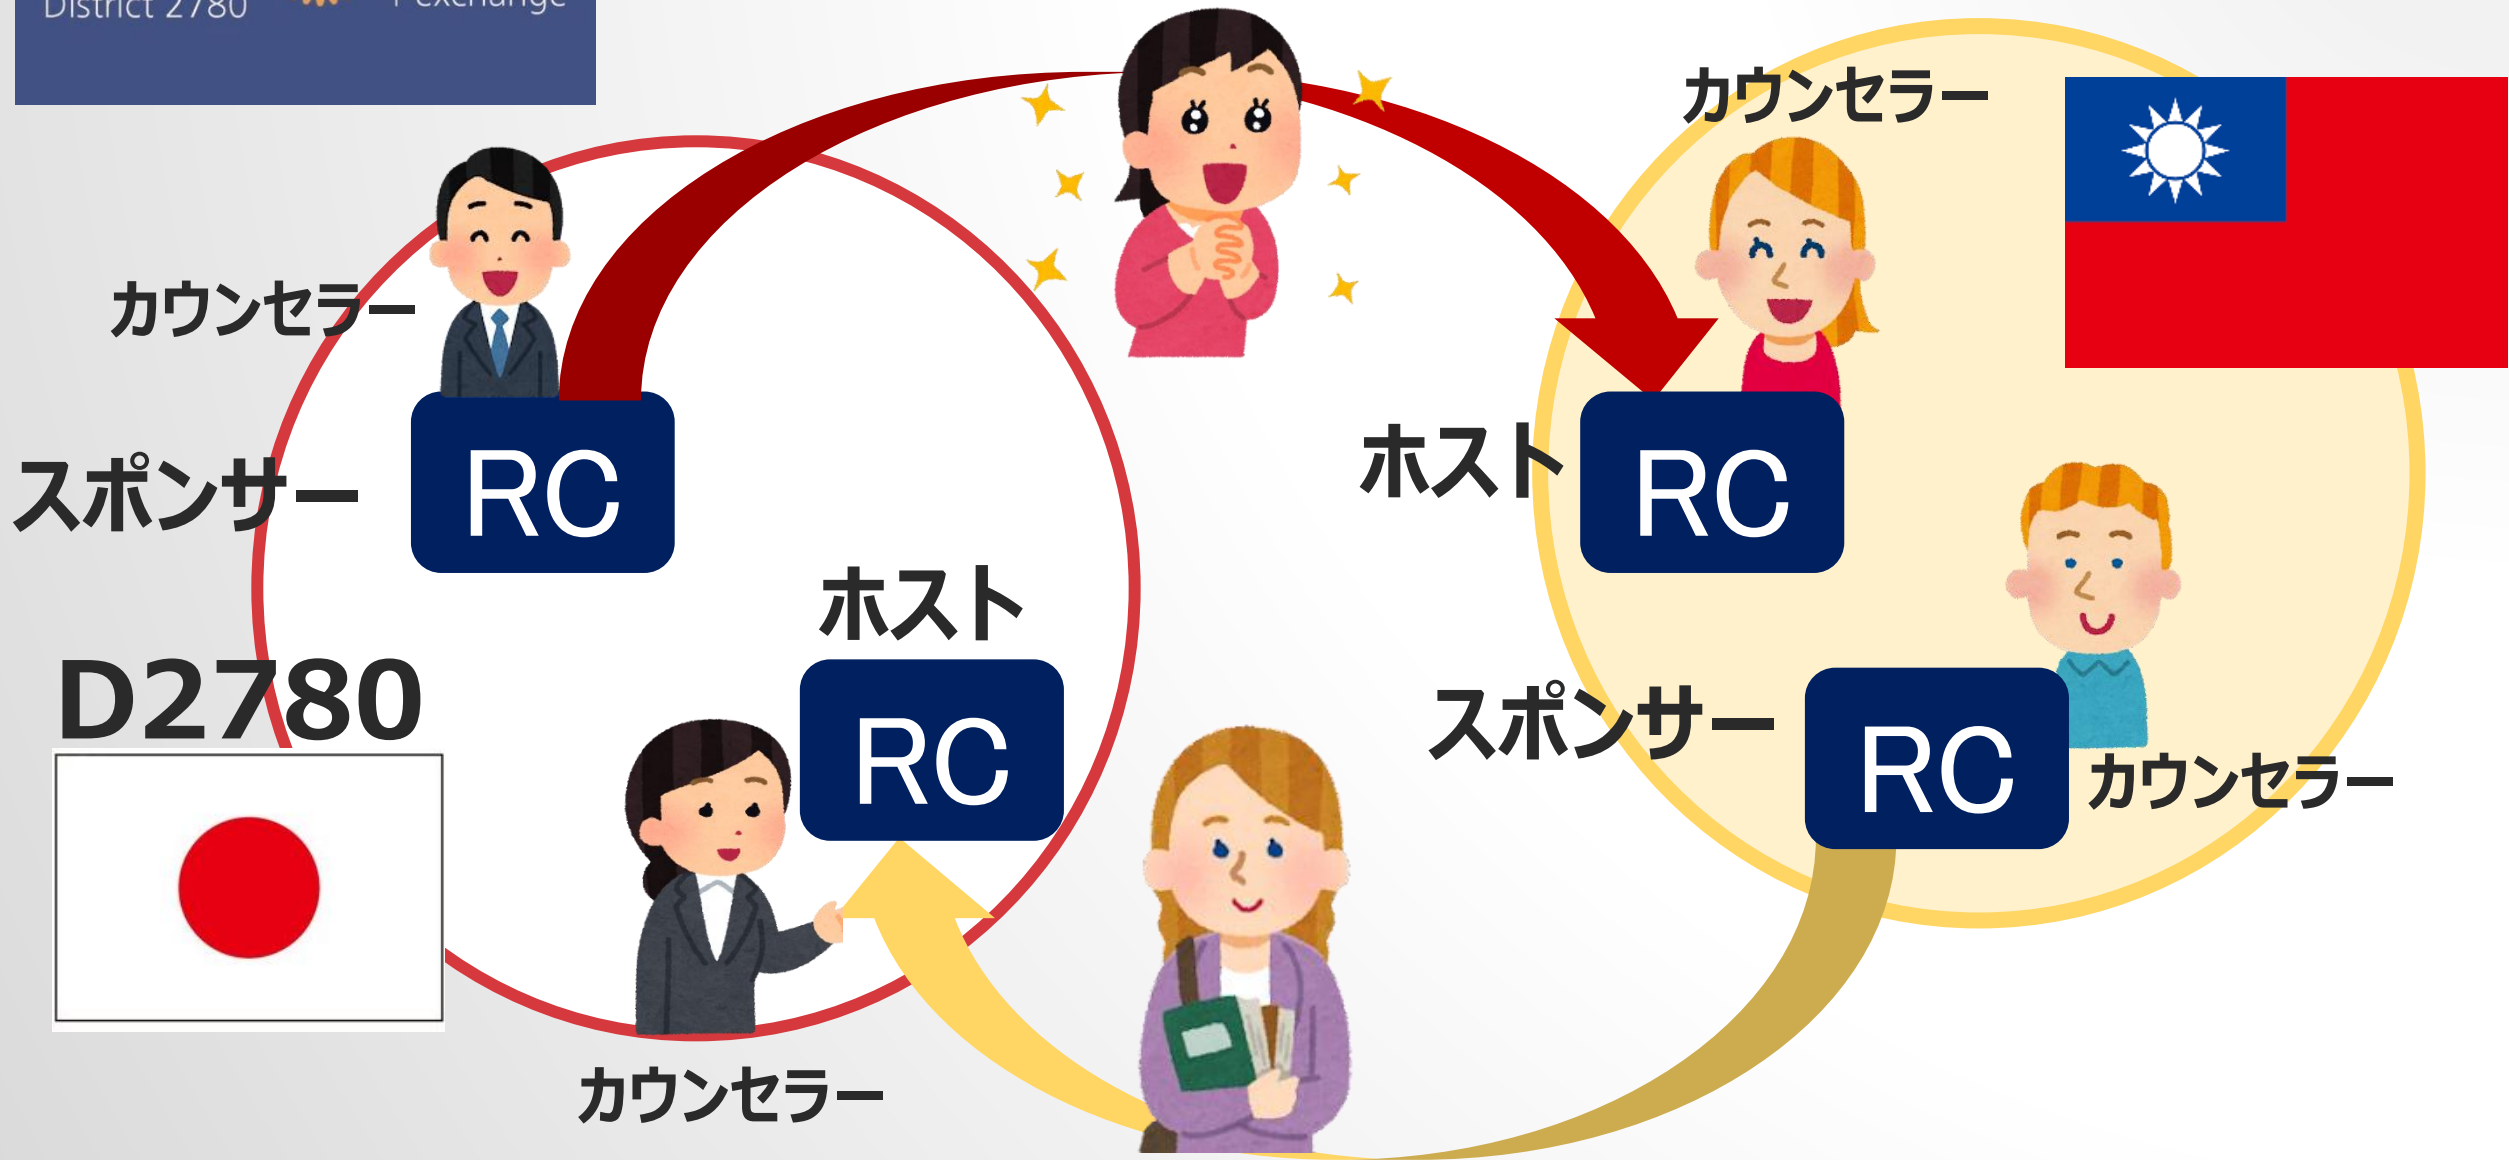 District 2780
exchange
カウンセラー
カウンセラー
スポンサー
RC
ホスト
RC
ホスト
RC
D2780
スポンサー
RC
カウンセラー
カウンセラー